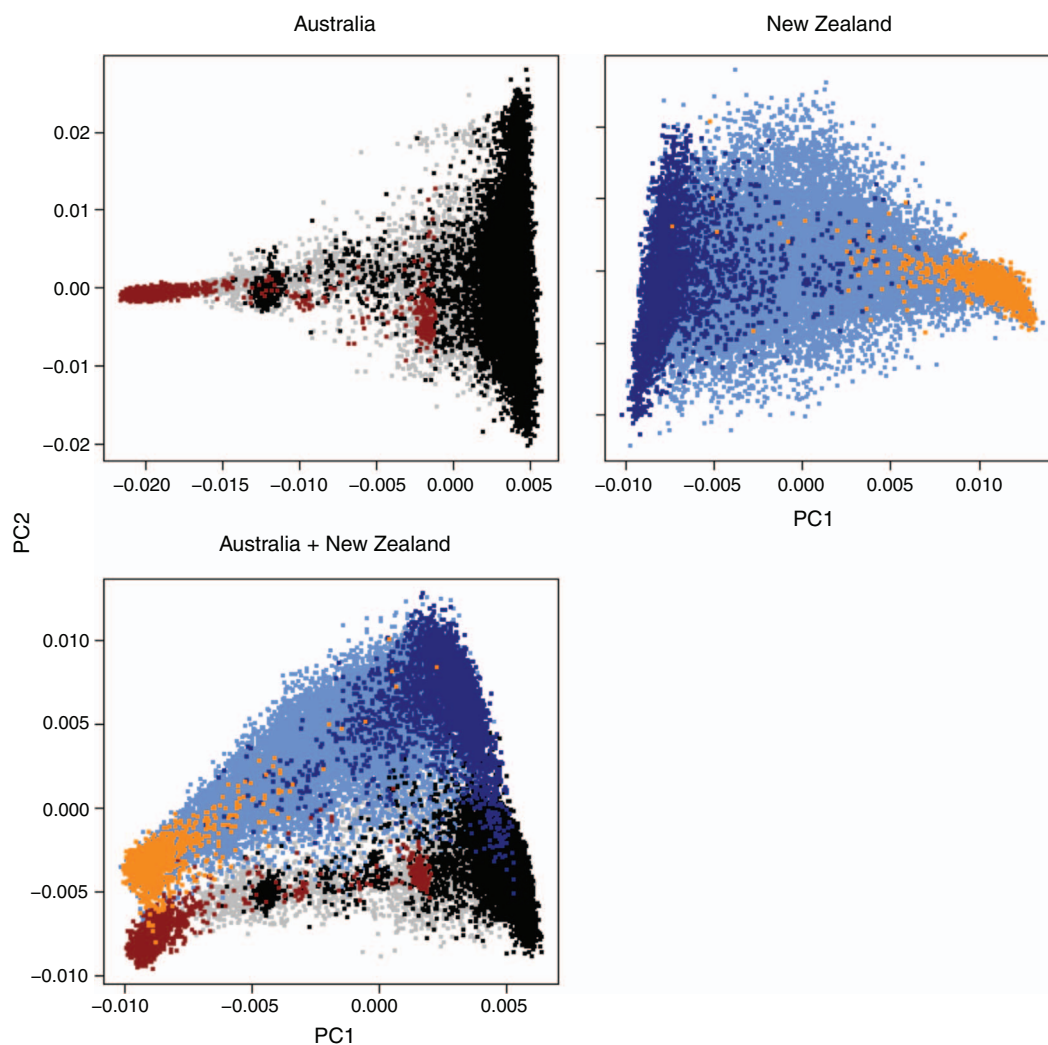 Australia
New Zealand
0.02
0.01
0.00
−0.01
−0.02
−0.020 −0.015 −0.010 −0.005 0.000 0.005
−0.010 −0.005 0.000 0.005 0.010
PC1
PC2
Australia + New Zealand
0.010
0.005
0.000
−0.005
−0.010
−0.010 −0.005 0.000 0.005
PC1